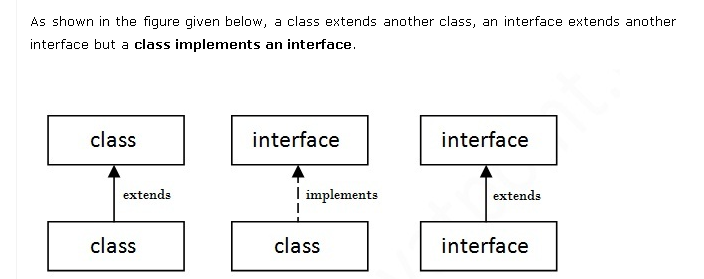 As shown in the figure given below, a class extends another class, an interface extends another
interface but a class implements an interface.
class
interface
interface
extends
implements
extends
class
class
interface